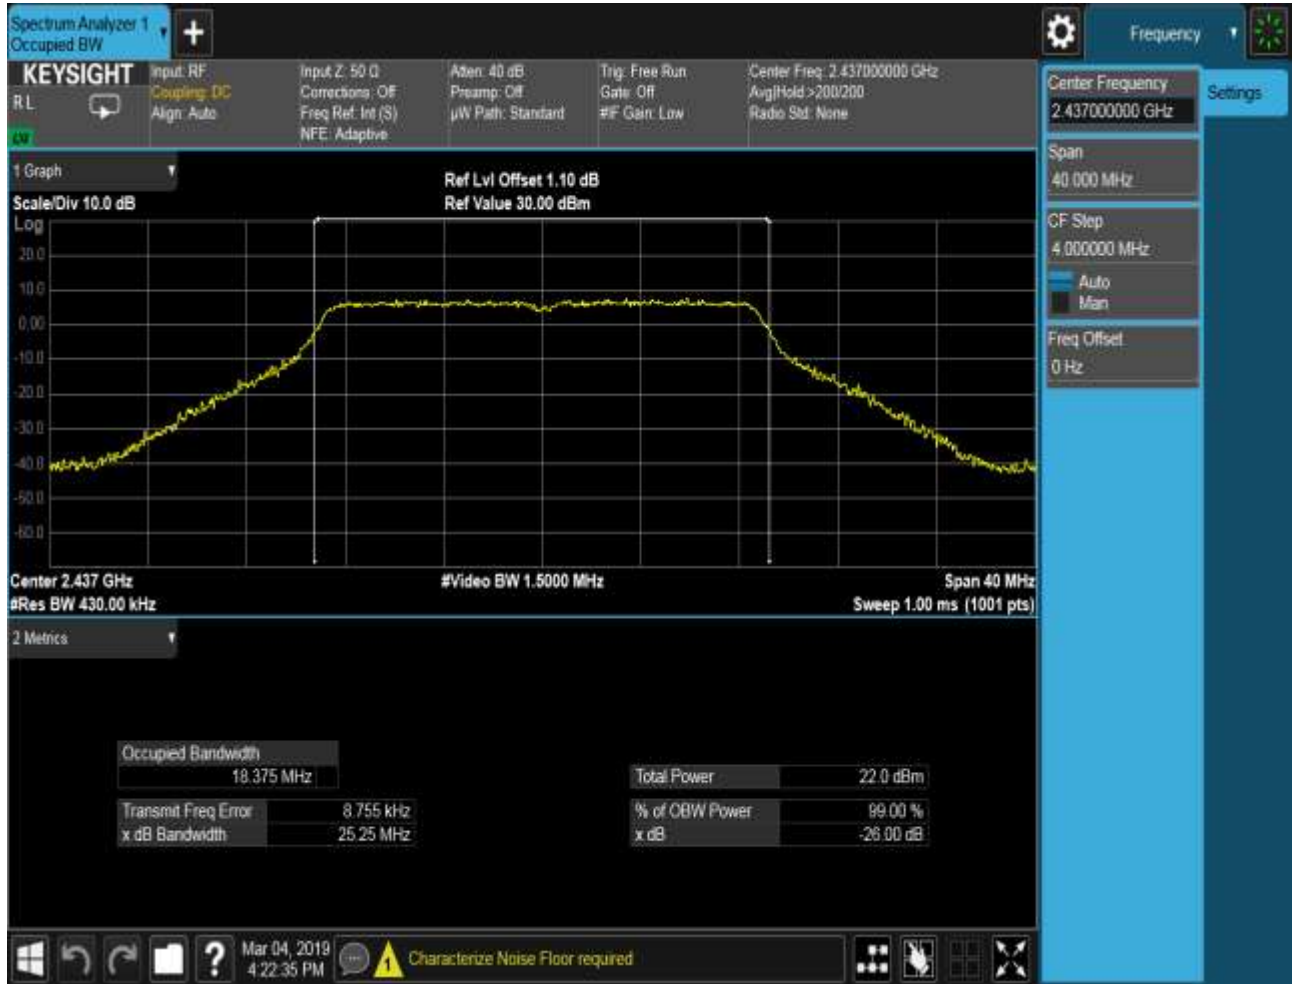 Spectrum Analyzer 1
Occupied BW
Frequency
KEYSIGHT
R L
Input: RF
Coupling: DC
Align: Auto
Input Z: 50 Ω
Corrections: Off
Freq Ref: Int (S)
NFE: Adaptive
Atten: 40 dB
Preamp: Off
µW Path: Standard
Trig: Free Run
Gate: Off
#IF Gain: Low
Center Freq: 2.437000000 GHz
Avg|Hold:>200/200
Radio Std: None
Center Frequency
2.437000000 GHz
Settings
Span
40.000 MHz
CF Step
4.000000 MHz
Auto
Man
Freq Offset
0 Hz
1 Graph
Scale/Div 10.0 dB
Ref Lvl Offset 1.10 dB
Ref Value 30.00 dBm
Log
20.0
10.0
0.00
-10.0
-20.0
-30.0
-40.0
-50.0
-60.0
Center 2.437 GHz
#Video BW 1.5000 MHz
Span 40 MHz
#Res BW 430.00 kHz
Sweep 1.00 ms (1001 pts)
2 Metrics
Occupied Bandwidth
18.375 MHz
Total Power 22.0 dBm
Transmit Freq Error 8.755 kHz
% of OBW Power 99.00 %
x dB Bandwidth 25.25 MHz
x dB -26.00 dB
?
Mar 04, 2019
4:22:35 PM
1
Characterize Noise Floor required